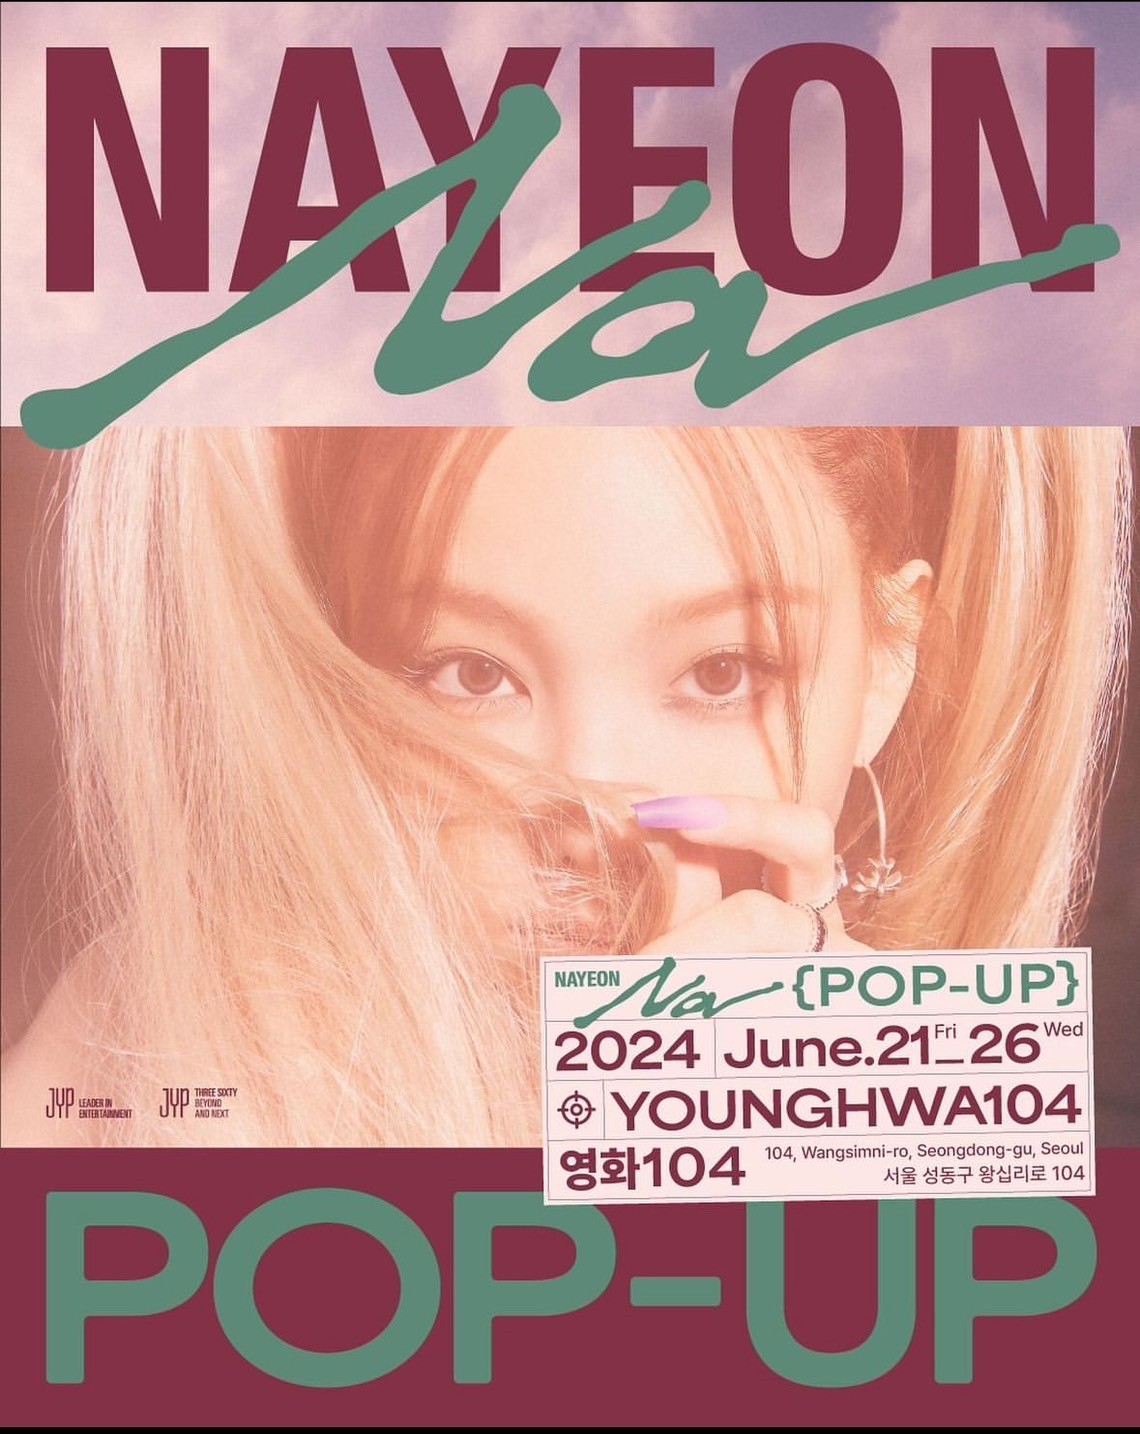 NAYEON
Na
NAYEON Na {POP-UP}
2024 June.21 Fri _ 26 Wed
YOUNGHWA104
영화104
104, Wangsimni-ro, Seongdong-gu, Seoul
서울 성동구 왕십리로 104
JYP LEADER IN
ENTERTAINMENT
JYP THREE SIXTY
BEYOND
AND NEXT
POP-UP